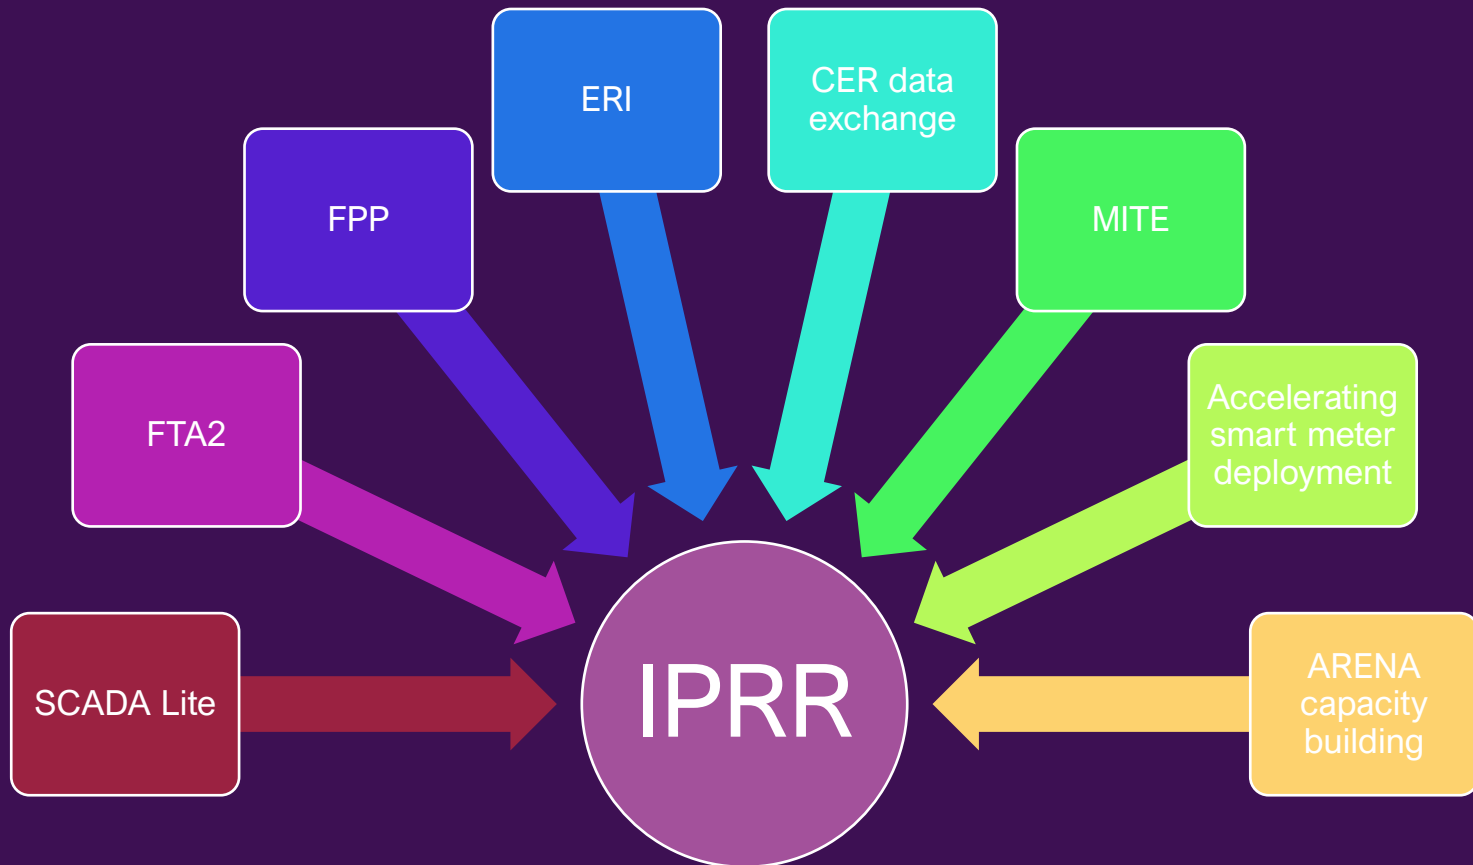 ERI
CER data
exchange
FPP
MITE
FTA2
Accelerating
smart meter
deployment
SCADA Lite
IPRR
ARENA
capacity
building